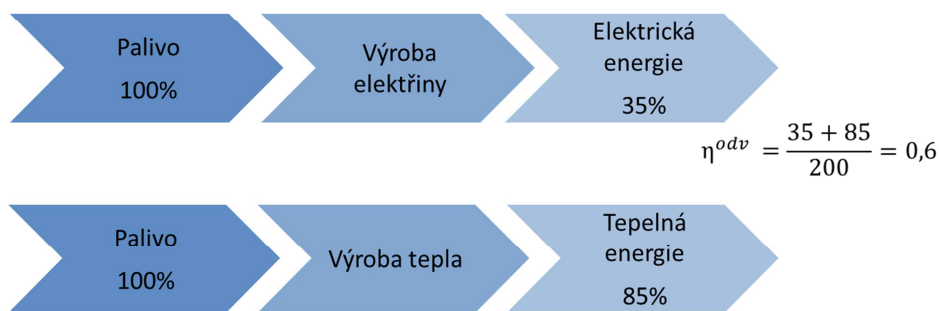 Palivo
100%
Výroba
elektřiny
Elektrická
energie
35%
η^odv = (35 + 85)/200 = 0,6
Palivo
100%
Výroba tepla
Tepelná
energie
85%